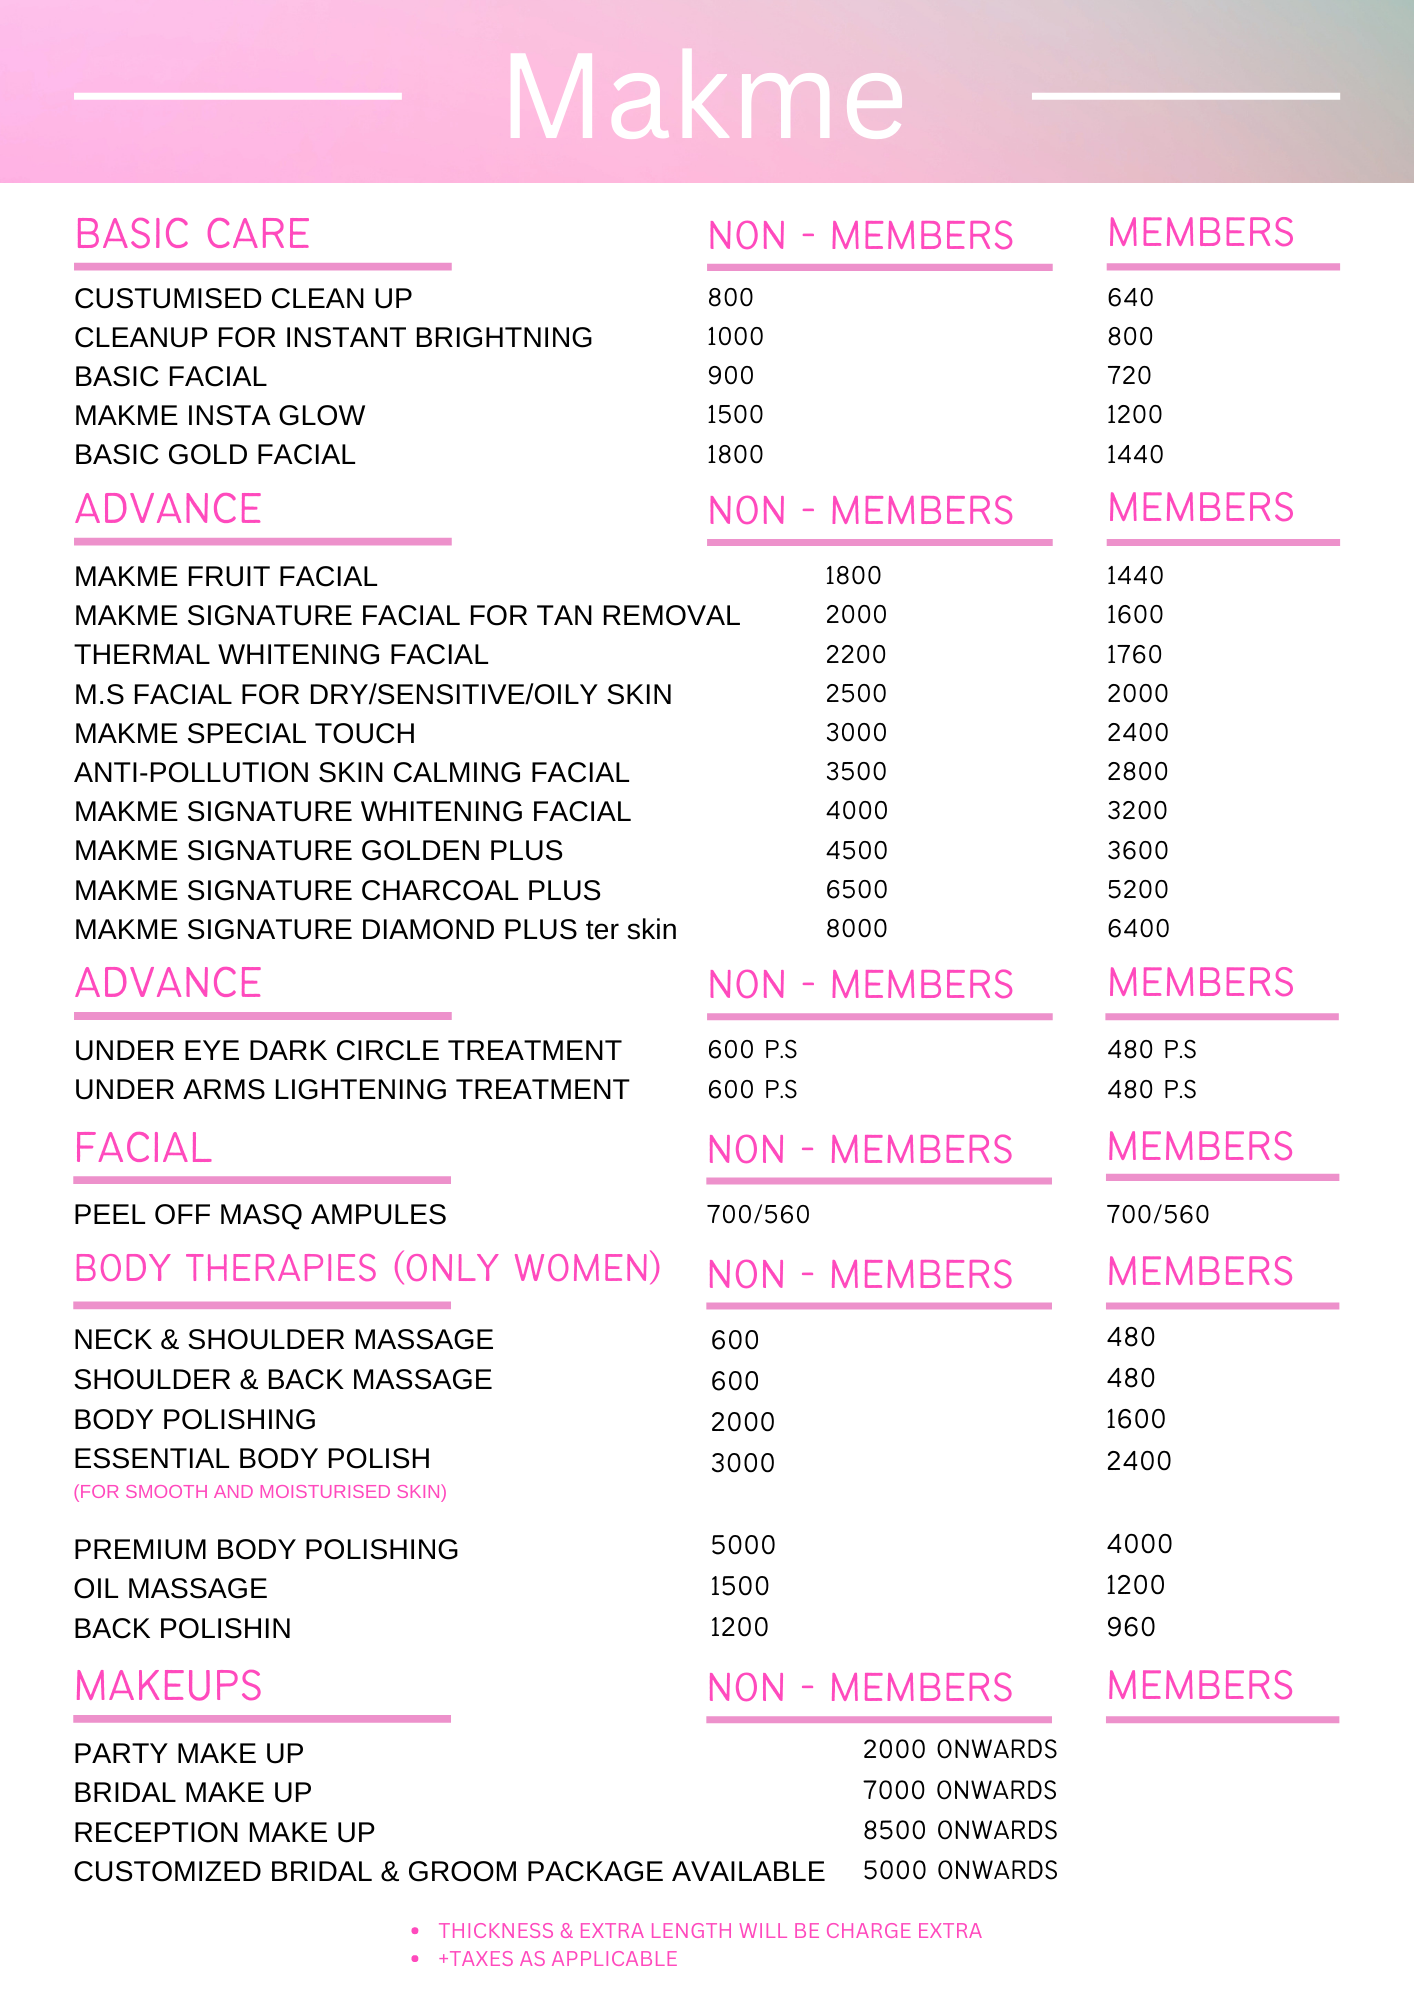 Makme
BASIC CARE NON - MEMBERS MEMBERS
CUSTUMISED CLEAN UP 800 640
CLEANUP FOR INSTANT BRIGHTNING 1000 800
BASIC FACIAL 900 720
MAKME INSTA GLOW 1500 1200
BASIC GOLD FACIAL 1800 1440
ADVANCE NON - MEMBERS MEMBERS
MAKME FRUIT FACIAL 1800 1440
MAKME SIGNATURE FACIAL FOR TAN REMOVAL 2000 1600
THERMAL WHITENING FACIAL 2200 1760
M.S FACIAL FOR DRY/SENSITIVE/OILY SKIN 2500 2000
MAKME SPECIAL TOUCH 3000 2400
ANTI-POLLUTION SKIN CALMING FACIAL 3500 2800
MAKME SIGNATURE WHITENING FACIAL 4000 3200
MAKME SIGNATURE GOLDEN PLUS 4500 3600
MAKME SIGNATURE CHARCOAL PLUS 6500 5200
MAKME SIGNATURE DIAMOND PLUS ter skin 8000 6400
ADVANCE NON - MEMBERS MEMBERS
UNDER EYE DARK CIRCLE TREATMENT 600 P.S 480 P.S
UNDER ARMS LIGHTENING TREATMENT 600 P.S 480 P.S
FACIAL NON - MEMBERS MEMBERS
PEEL OFF MASQ AMPULES 700/560 700/560
BODY THERAPIES (ONLY WOMEN) NON - MEMBERS MEMBERS
NECK & SHOULDER MASSAGE 600 480
SHOULDER & BACK MASSAGE 600 480
BODY POLISHING 2000 1600
ESSENTIAL BODY POLISH 3000 2400
(FOR SMOOTH AND MOISTURISED SKIN)
PREMIUM BODY POLISHING 5000 4000
OIL MASSAGE 1500 1200
BACK POLISHIN 1200 960
MAKEUPS NON - MEMBERS MEMBERS
PARTY MAKE UP 2000 ONWARDS
BRIDAL MAKE UP 7000 ONWARDS
RECEPTION MAKE UP 8500 ONWARDS
CUSTOMIZED BRIDAL & GROOM PACKAGE AVAILABLE 5000 ONWARDS
• THICKNESS & EXTRA LENGTH WILL BE CHARGE EXTRA
• +TAXES AS APPLICABLE